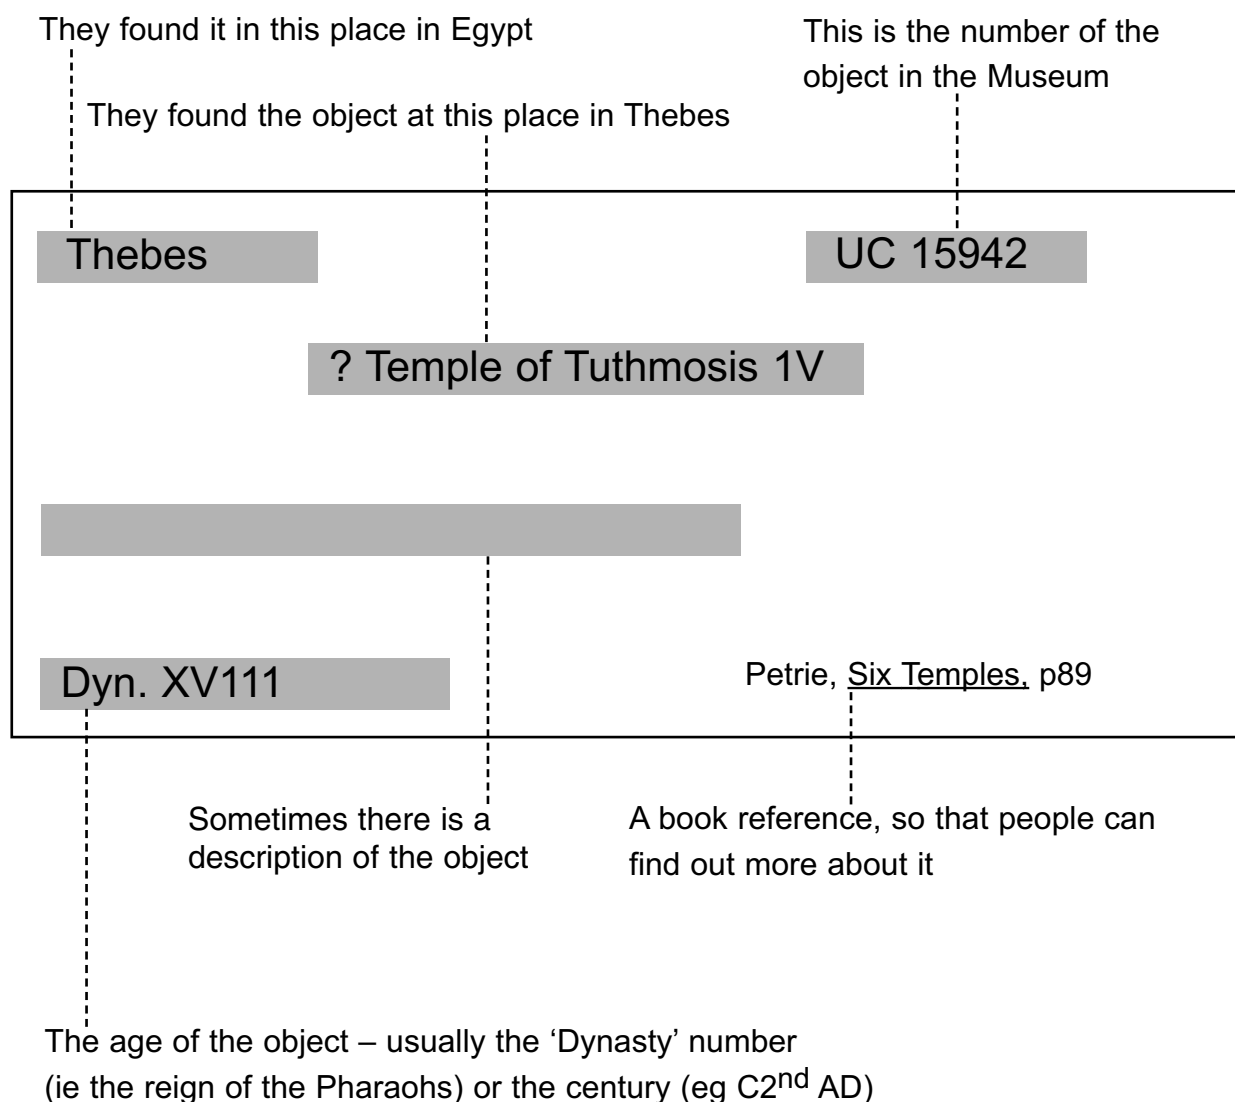 They found it in this place in Egypt
This is the number of the
object in the Museum
They found the object at this place in Thebes
Thebes
UC 15942
? Temple of Tuthmosis 1V
Dyn. XV111
Petrie, Six Temples, p89
Sometimes there is a
description of the object
A book reference, so that people can
find out more about it
The age of the object – usually the ‘Dynasty’ number
(ie the reign of the Pharaohs) or the century (eg C2nd AD)